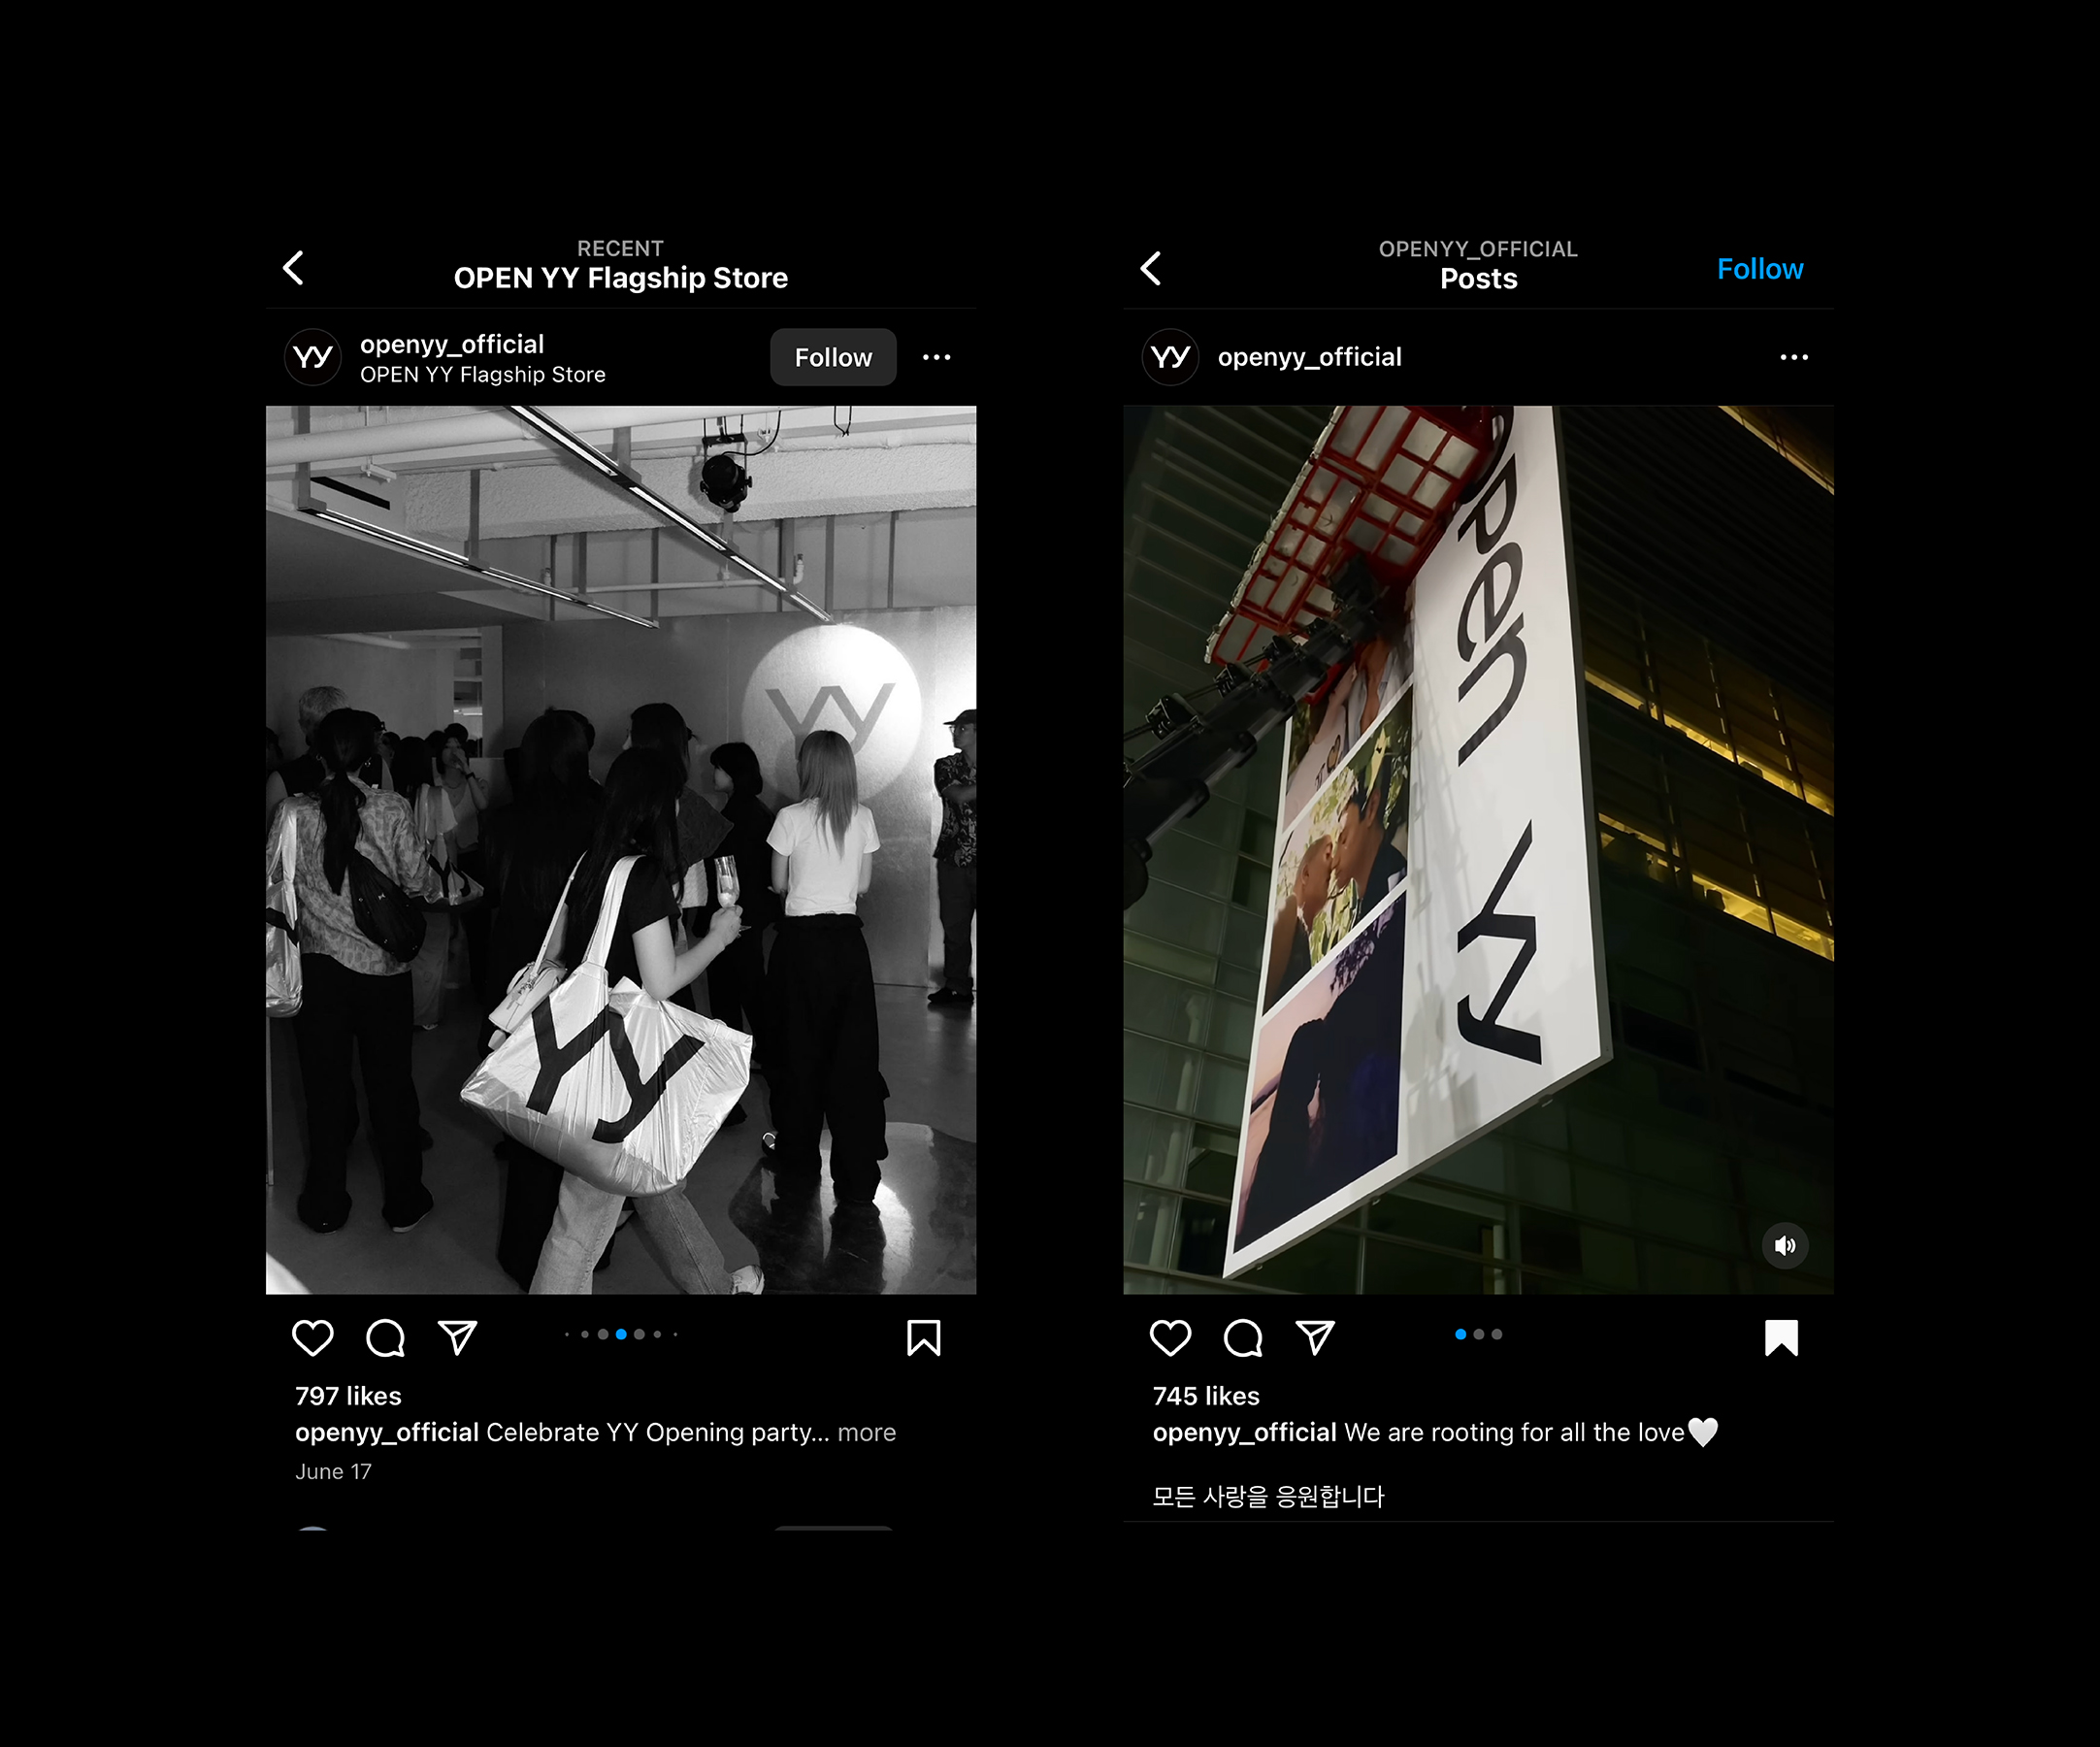 RECENT
OPEN YY Flagship Store
YY openyy_official
OPEN YY Flagship Store
Follow
YY
YY
797 likes
openyy_official Celebrate YY Opening party... more
June 17
OPENYY_OFFICIAL
Posts
Follow
YY openyy_official
open YY
745 likes
openyy_official We are rooting for all the love🤍
모든 사랑을 응원합니다